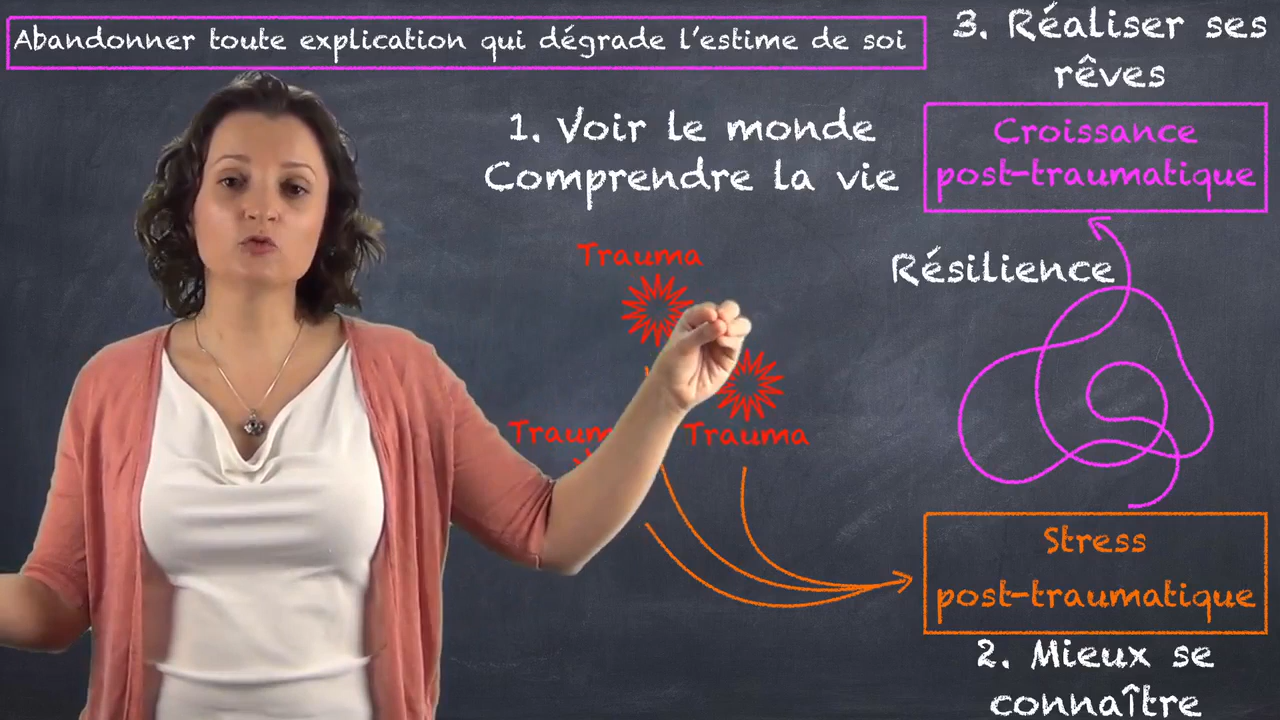 Abandonner toute explication qui dégrade l'estime de soi
3. Réaliser ses
rêves
1. Voir le monde
Comprendre la vie
Croissance
post-traumatique
Trauma
Résilience
Trauma
Trauma
Stress
post-traumatique
2. Mieux se
connaître